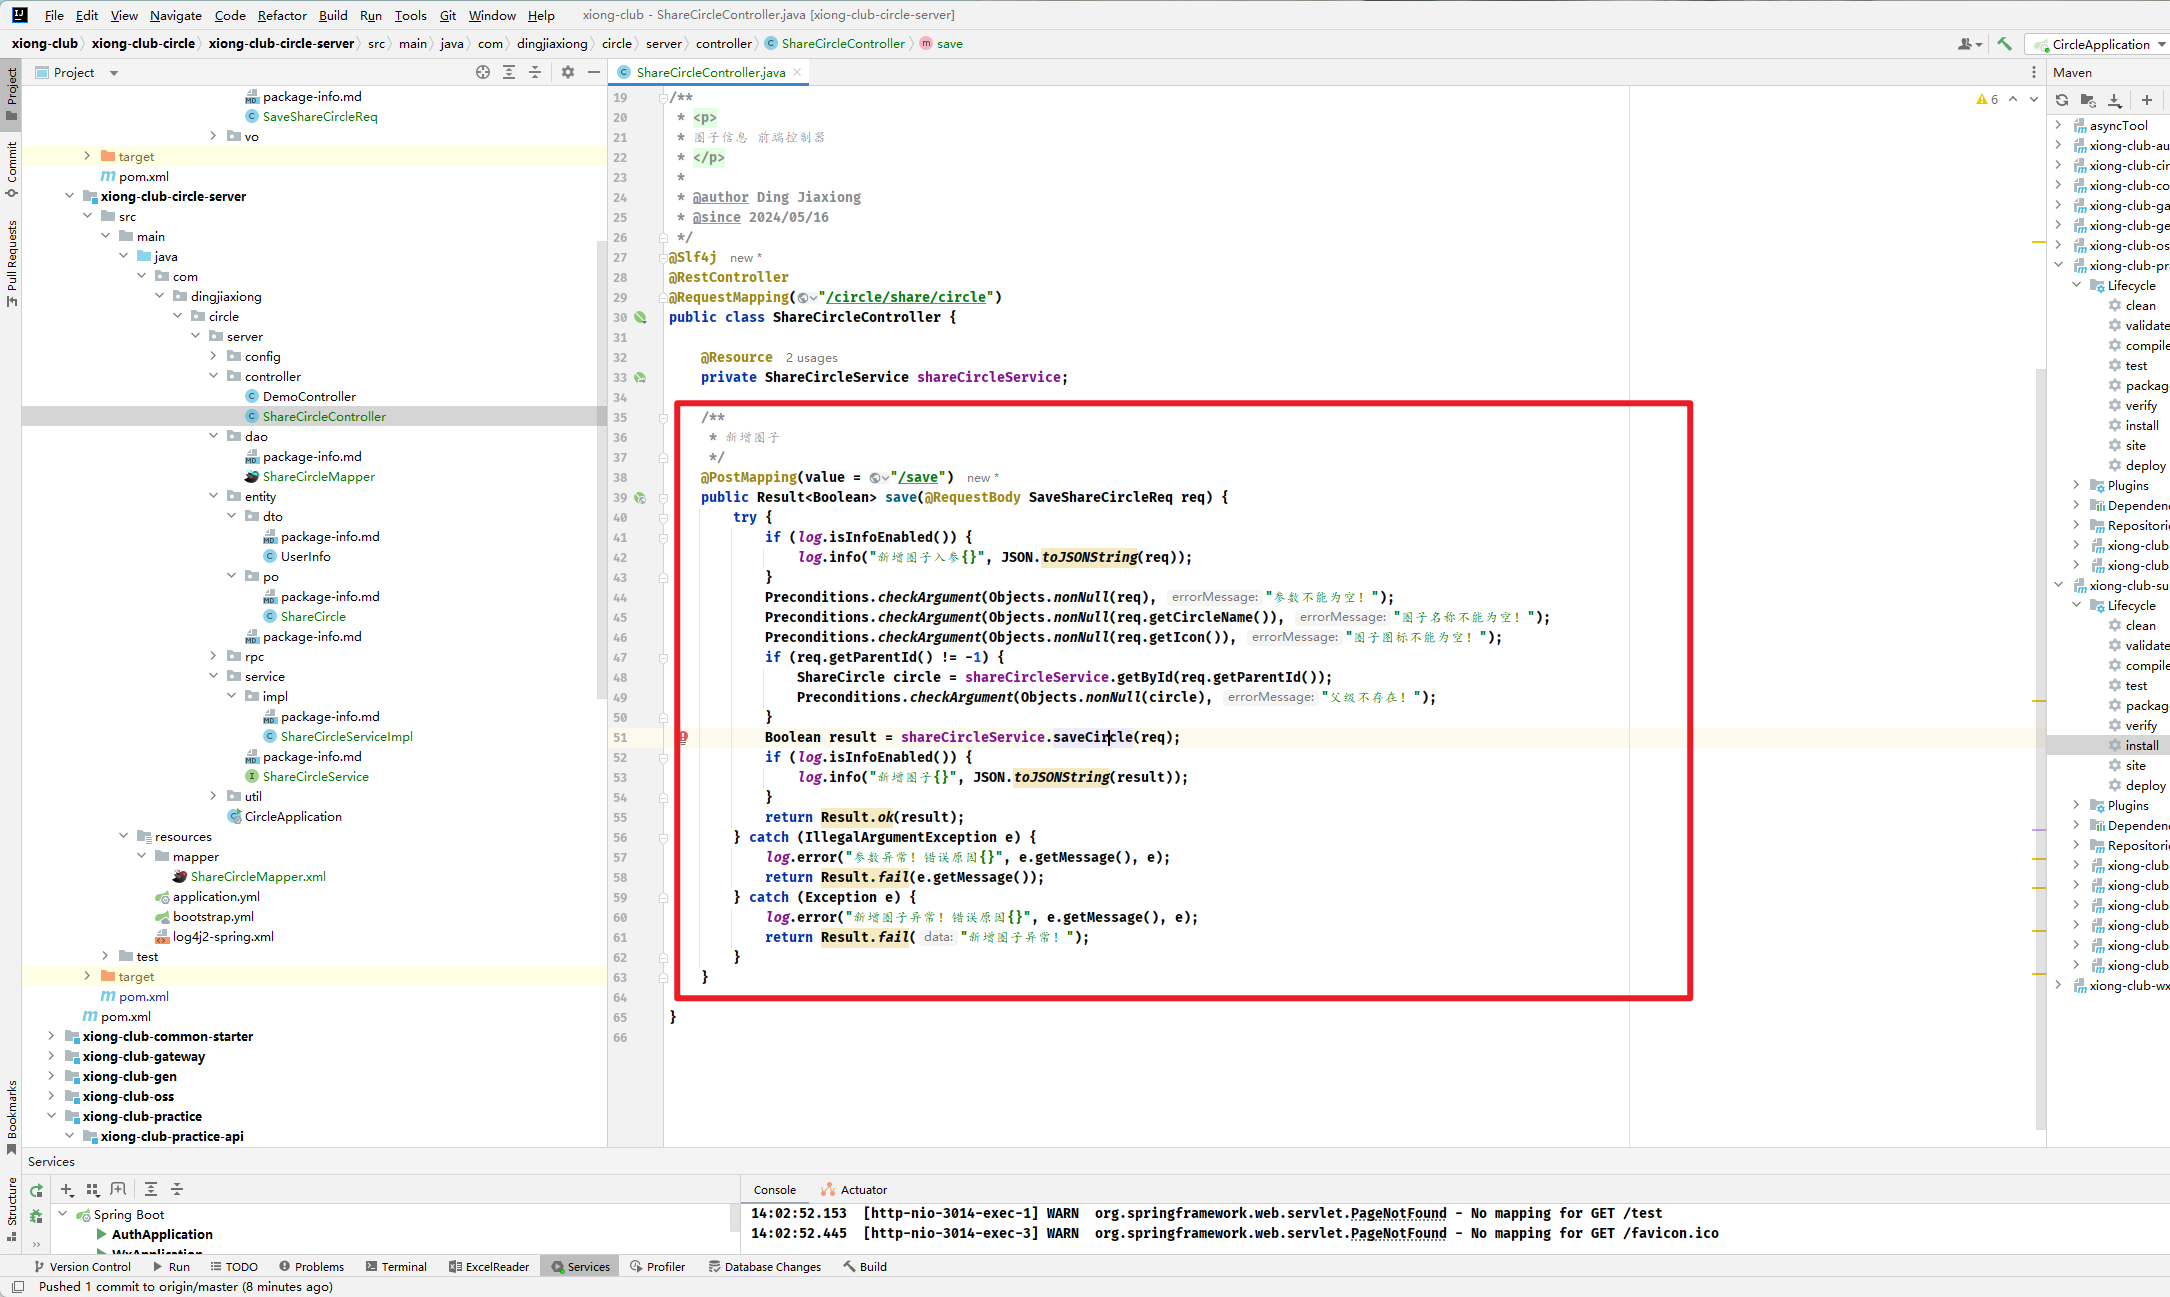 File Edit View Navigate Code Refactor Build Run Tools Git Window Help xiong-club - ShareCircleController.java [xiong-club-circle-server]
xiong-club xiong-club-circle xiong-club-circle-server src main java com dingjiaxiong circle server controller ShareCircleController save CircleApplication
Project
ShareCircleController.java
Maven
Project
Commit
Pull Requests
Bookmarks
Structure
package-info.md
SaveShareCircleReq
vo
target
pom.xml
xiong-club-circle-server
src
main
java
com
dingjiaxiong
circle
server
config
controller
DemoController
ShareCircleController
dao
package-info.md
ShareCircleMapper
entity
dto
package-info.md
UserInfo
po
package-info.md
ShareCircle
package-info.md
rpc
service
impl
package-info.md
ShareCircleServiceImpl
package-info.md
ShareCircleService
util
CircleApplication
resources
mapper
ShareCircleMapper.xml
application.yml
bootstrap.yml
log4j2-spring.xml
test
target
pom.xml
pom.xml
xiong-club-common-starter
xiong-club-gateway
xiong-club-gen
xiong-club-oss
xiong-club-practice
xiong-club-practice-api
6
19 /**
20 * <p>
21 * 圈子信息 前端控制器
22 * </p>
23 *
24 * @author Ding Jiaxiong
25 * @since 2024/05/16
26 */
27 @Slf4j new *
28 @RestController
29 @RequestMapping("/circle/share/circle")
30 public class ShareCircleController {
31
32 @Resource 2 usages
33 private ShareCircleService shareCircleService;
34
35 /**
36 * 新增圈子
37 */
38 @PostMapping(value = "/save") new *
39 public Result<Boolean> save(@RequestBody SaveShareCircleReq req) {
40 try {
41 if (log.isInfoEnabled()) {
42 log.info("新增圈子入参{}", JSON.toJSONString(req));
43 }
44 Preconditions.checkArgument(Objects.nonNull(req), errorMessage: "参数不能为空！");
45 Preconditions.checkArgument(Objects.nonNull(req.getCircleName()), errorMessage: "圈子名称不能为空！");
46 Preconditions.checkArgument(Objects.nonNull(req.getIcon()), errorMessage: "圈子图标不能为空！");
47 if (req.getParentId() != -1) {
48 ShareCircle circle = shareCircleService.getById(req.getParentId());
49 Preconditions.checkArgument(Objects.nonNull(circle), errorMessage: "父级不存在！");
50 }
51 Boolean result = shareCircleService.saveCircle(req);
52 if (log.isInfoEnabled()) {
53 log.info("新增圈子{}", JSON.toJSONString(result));
54 }
55 return Result.ok(result);
56 } catch (IllegalArgumentException e) {
57 log.error("参数异常！错误原因{}", e.getMessage(), e);
58 return Result.fail(e.getMessage());
59 } catch (Exception e) {
60 log.error("新增圈子异常！错误原因{}", e.getMessage(), e);
61 return Result.fail( data: "新增圈子异常！");
62 }
63 }
64
65 }
66
asyncTool
xiong-club-au
xiong-club-cir
xiong-club-co
xiong-club-ga
xiong-club-ge
xiong-club-os
xiong-club-pr
Lifecycle
clean
validate
compile
test
package
verify
install
site
deploy
Plugins
Dependenc
Repositorie
xiong-club
xiong-club
xiong-club-su
Lifecycle
clean
validate
compile
test
package
verify
install
site
deploy
Plugins
Dependenc
Repositorie
xiong-club
xiong-club
xiong-club
xiong-club
xiong-club
xiong-club
xiong-club-wx
Services
Spring Boot
AuthApplication
WxApplication
Console Actuator
14:02:52.153 [http-nio-3014-exec-1] WARN org.springframework.web.servlet.PageNotFound - No mapping for GET /test
14:02:52.445 [http-nio-3014-exec-3] WARN org.springframework.web.servlet.PageNotFound - No mapping for GET /favicon.ico
Version Control Run TODO Problems Terminal ExcelReader Services Profiler Database Changes Build
Pushed 1 commit to origin/master (8 minutes ago)